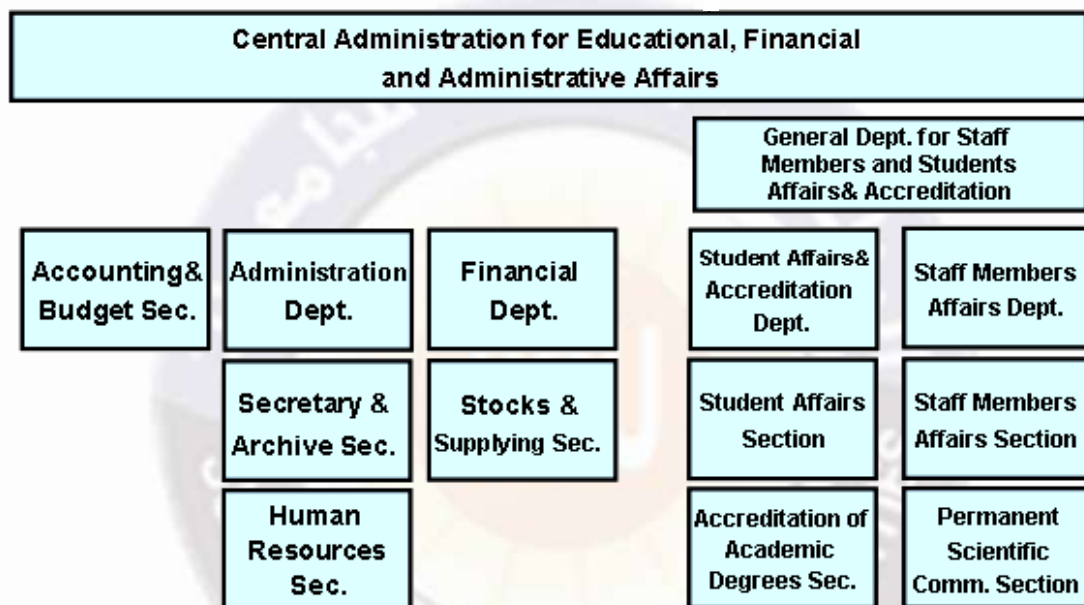 Central Administration for Educational, Financial
and Administrative Affairs
General Dept. for Staff
Members and Students
Affairs& Accreditation
Accounting&
Budget Sec.
Administration
Dept.
Financial
Dept.
Student Affairs&
Accreditation
Dept.
Staff Members
Affairs Dept.
Secretary &
Archive Sec.
Stocks &
Supplying Sec.
Student Affairs
Section
Staff Members
Affairs Section
Human
Resources
Sec.
Accreditation of
Academic
Degrees Sec.
Permanent
Scientific
Comm. Section